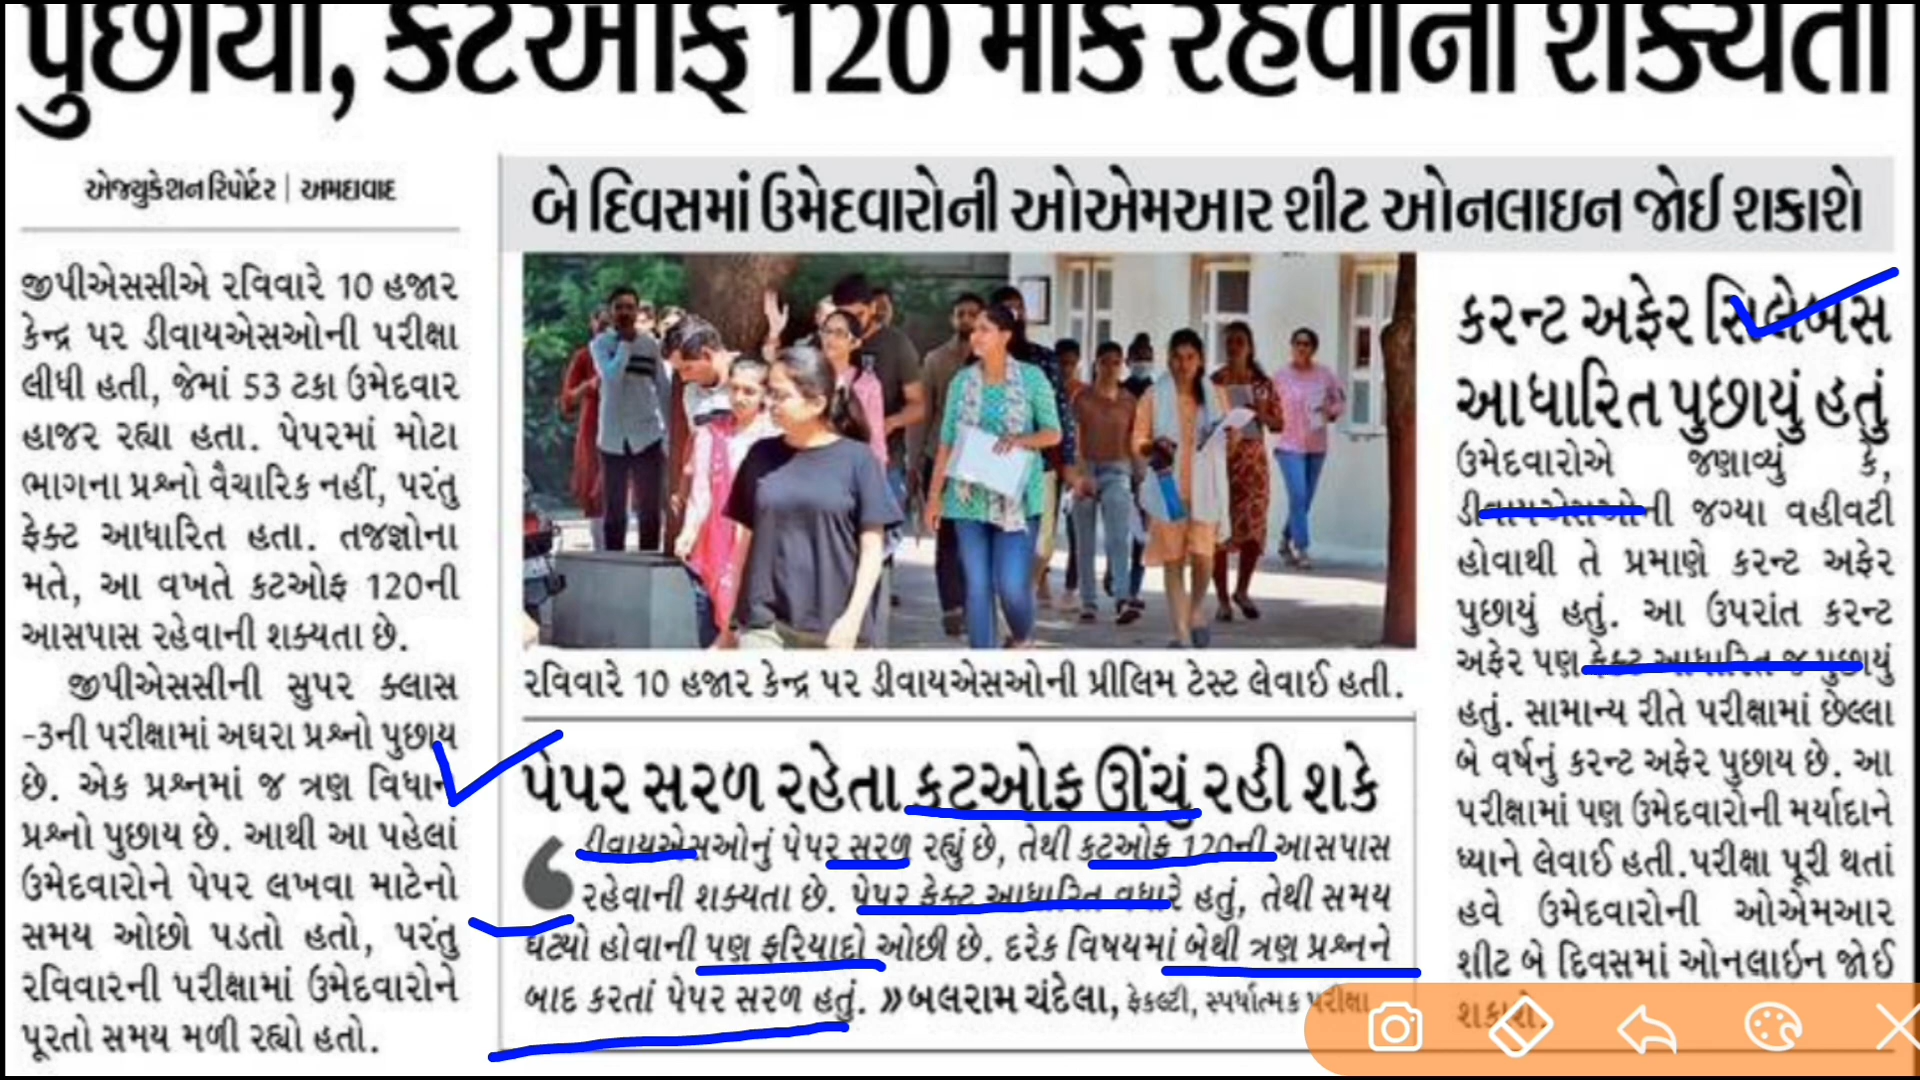 પુછાયા, કટઓફ 120 માર્ક રહેવાની શક્યતા
એજ્યુકેશન રિપોર્ટર | અમદાવાદ
જીપીએસસીએ રવિવારે 10 હજાર
કેન્દ્ર પર ડીવાયએસઓની પરીક્ષા
લીધી હતી, જેમાં 53 ટકા ઉમેદવાર
હાજર રહ્યા હતા. પેપરમાં મોટા
ભાગના પ્રશ્નો વૈચારિક નહીં, પરંતુ
ફેક્ટ આધારિત હતા. તજજ્ઞોના
મતે, આ વખતે કટઓફ 120ની
આસપાસ રહેવાની શક્યતા છે.
જીપીએસસીની સુપર ક્લાસ
-3ની પરીક્ષામાં અઘરા પ્રશ્નો પુછાય
છે. એક પ્રશ્નમાં જ ત્રણ વિધાન
પ્રશ્નો પુછાય છે. આથી આ પહેલાં
ઉમેદવારોને પેપર લખવા માટેનો
સમય ઓછો પડતો હતો, પરંતુ
રવિવારની પરીક્ષામાં ઉમેદવારોને
પૂરતો સમય મળી રહ્યો હતો.
બે દિવસમાં ઉમેદવારોની ઓએમઆર શીટ ઓનલાઇન જોઈ શકાશે
રવિવારે 10 હજાર કેન્દ્ર પર ડીવાયએસઓની પ્રીલિમ ટેસ્ટ લેવાઈ હતી.
પેપર સરળ રહેતા કટઓફ ઊંચું રહી શકે
ડીવાયએસઓનું પેપર સરળ રહ્યું છે, તેથી કટઓફ 120ની આસપાસ
રહેવાની શક્યતા છે. પેપર ફેક્ટ આધારિત વધારે હતું, તેથી સમય
ઘટ્યો હોવાની પણ ફરિયાદો ઓછી છે. દરેક વિષયમાં બેથી ત્રણ પ્રશ્નને
બાદ કરતાં પેપર સરળ હતું. » બલરામ ચંદેલા, ફેકલ્ટી, સ્પર્ધાત્મક પરીક્ષા
કરન્ટ અફેર સિલેબસ
આધારિત પુછાયું હતું
ઉમેદવારોએ જણાવ્યું કે,
ડીવાયએસઓની જગ્યા વહીવટી
હોવાથી તે પ્રમાણે કરન્ટ અફેર
પુછાયું હતું. આ ઉપરાંત કરન્ટ
અફેર પણ ફેક્ટ આધારિત જ પુછાયું
હતું. સામાન્ય રીતે પરીક્ષામાં છેલ્લા
બે વર્ષનું કરન્ટ અફેર પુછાય છે. આ
પરીક્ષામાં પણ ઉમેદવારોની મર્યાદાને
ધ્યાને લેવાઈ હતી.પરીક્ષા પૂરી થતાં
હવે ઉમેદવારોની ઓએમઆર
શીટ બે દિવસમાં ઓનલાઇન જોઈ
શકાશે.